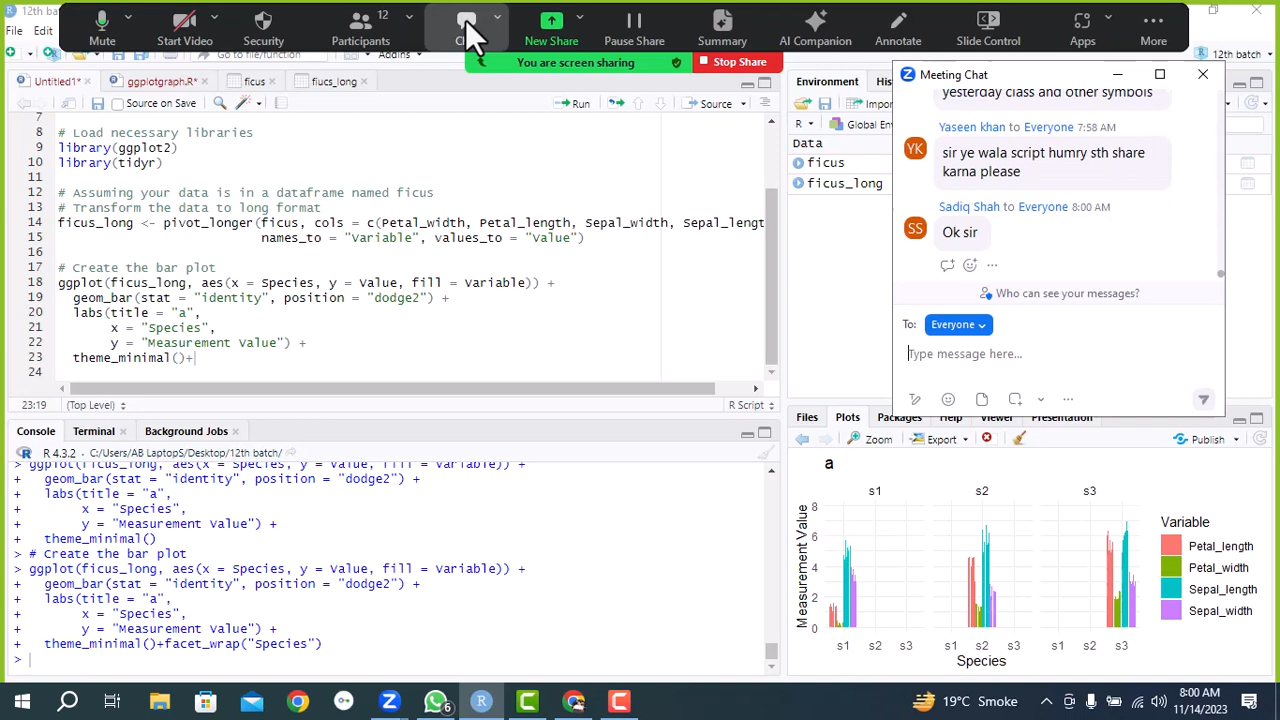 12th
File
Mute
Start Video
Security
12
Participants
New Share
Pause Share
Summary
AI Companion
Annotate
Slide Control
Apps
More
You are screen sharing
Stop Share
Go to file/function
Addins
12th batch
Untitled1*
ggplotgraph.R*
ficus
ficus_long
Source on Save
Run
Source
7
8 # Load necessary libraries
9 library(ggplot2)
10 library(tidyr)
11
12 # Assuming your data is in a dataframe named ficus
13 # Transform the data to long format
14 ficus_long <- pivot_longer(ficus, cols = c(Petal_width, Petal_length, Sepal_width, Sepal_lengt
15 names_to = "Variable", values_to = "Value")
16
17 # Create the bar plot
18 ggplot(ficus_long, aes(x = Species, y = Value, fill = Variable)) +
19 geom_bar(stat = "identity", position = "dodge2") +
20 labs(title = "a",
21 x = "Species",
22 y = "Measurement Value") +
23 theme_minimal()+
24
23:19
(Top Level)
R Script
Console
Terminal
Background Jobs
R 4.3.2 · C:/Users/AB LaptopS/Desktop/12th batch/
> ggplot(ficus_long, aes(x = Species, y = Value, fill = Variable)) +
+ geom_bar(stat = "identity", position = "dodge2") +
+ labs(title = "a",
+ x = "Species",
+ y = "Measurement Value") +
+ theme_minimal()
> # Create the bar plot
> ggplot(ficus_long, aes(x = Species, y = Value, fill = Variable)) +
+ geom_bar(stat = "identity", position = "dodge2") +
+ labs(title = "a",
+ x = "Species",
+ y = "Measurement Value") +
+ theme_minimal()+facet_wrap("Species")
>
Environment
His
Impor
R
Global Env
Data
ficus
ficus_long
Meeting Chat
yesterday class and other symbols
Yaseen khan to Everyone 7:58 AM
YK
sir ye wala script humry sth share
karna please
Sadiq Shah to Everyone 8:00 AM
SS
Ok sir
Who can see your messages?
To: Everyone
Type message here...
Files
Plots
Packages
Help
Viewer
Presentation
Zoom
Export
Publish
a
s1 s2 s3
Measurement Value
8
6
4
2
0
s1 s2 s3 s1 s2 s3 s1 s2 s3
Species
Variable
Petal_length
Petal_width
Sepal_length
Sepal_width
6
19°C Smoke
8:00 AM
11/14/2023